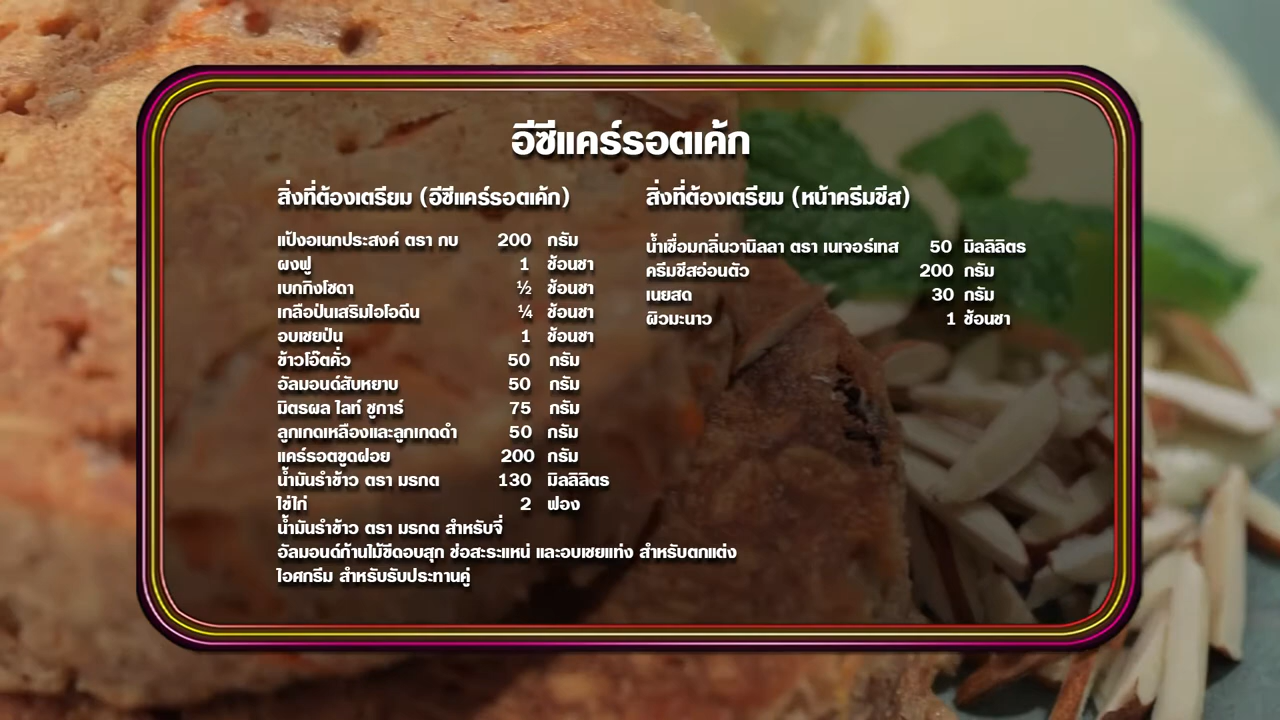 อีซีแคร์รอตเค้ก
สิ่งที่ต้องเตรียม (อีซีแคร์รอตเค้ก)
แป้งอเนกประสงค์ ตรา กบ 200 กรัม
ผงฟู 1 ช้อนชา
เบกกิงโซดา ½ ช้อนชา
เกลือป่นเสริมไอโอดีน ¼ ช้อนชา
อบเชยป่น 1 ช้อนชา
ข้าวโอ๊ตคั่ว 50 กรัม
อัลมอนด์สับหยาบ 50 กรัม
มิตรผล ไลท์ ชูการ์ 75 กรัม
ลูกเกดเหลืองและลูกเกดดำ 50 กรัม
แคร์รอตขูดฝอย 200 กรัม
น้ำมันรำข้าว ตรา มรกต 130 มิลลิลิตร
ไข่ไก่ 2 ฟอง
น้ำมันรำข้าว ตรา มรกต สำหรับจี่
อัลมอนด์ก้านไม้ขีดอบสุก ช่อสะระแหน่ และอบเชยแท่ง สำหรับตกแต่ง
ไอศกรีม สำหรับรับประทานคู่
สิ่งที่ต้องเตรียม (หน้าครีมชีส)
น้ำเชื่อมกลิ่นวานิลลา ตรา เนเจอร์เทส 50 มิลลิลิตร
ครีมชีสอ่อนตัว 200 กรัม
เนยสด 30 กรัม
ผิวมะนาว 1 ช้อนชา